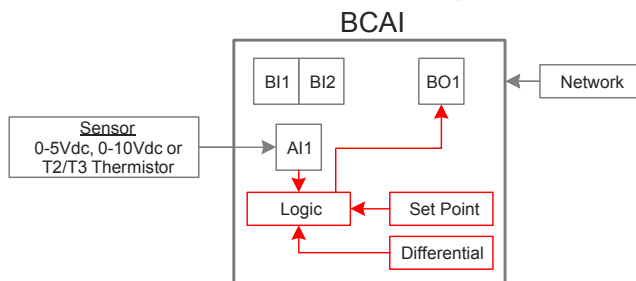 BCAI
BI1
BI2
BO1
Network
Sensor
0-5Vdc, 0-10Vdc or
T2/T3 Thermistor
AI1
Logic
Set Point
Differential